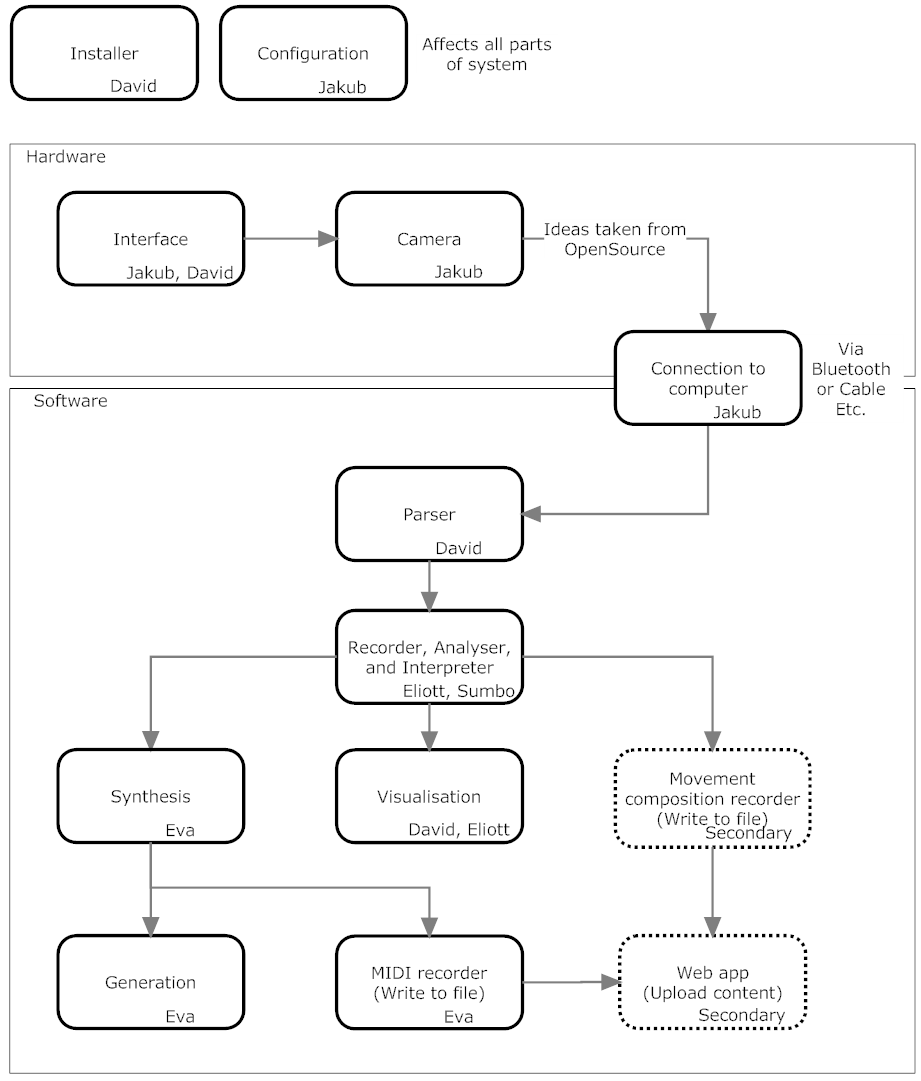 Installer
David
Configuration
Jakub
Affects all parts
of system
Hardware
Interface
Jakub, David
Camera
Jakub
Ideas taken from
OpenSource
Connection to
computer
Jakub
Via
Bluetooth
or Cable
Etc.
Software
Parser
David
Recorder, Analyser,
and Interpreter
Eliott, Sumbo
Synthesis
Eva
Visualisation
David, Eliott
Movement
composition recorder
(Write to file)
Secondary
Generation
Eva
MIDI recorder
(Write to file)
Eva
Web app
(Upload content)
Secondary